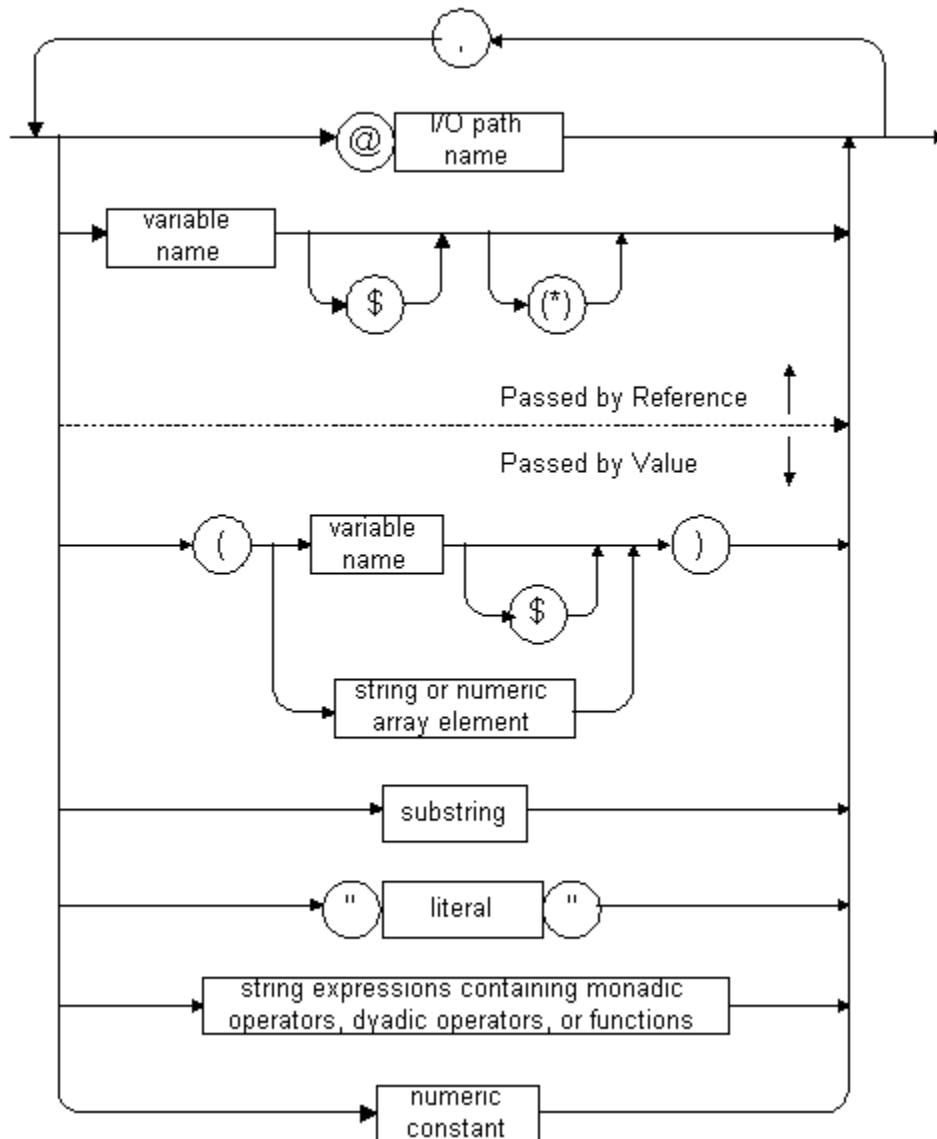 ,
@ I/O path
name
variable
name
$ (*)
Passed by Reference
Passed by Value
( variable
name )
$
string or numeric
array element
substring
" literal "
string expressions containing monadic
operators, dyadic operators, or functions
numeric
constant